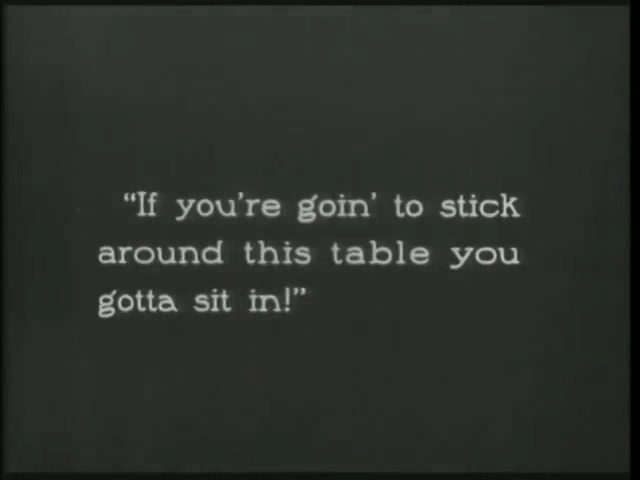 “If you're goin' to stick
around this table you
gotta sit in!”